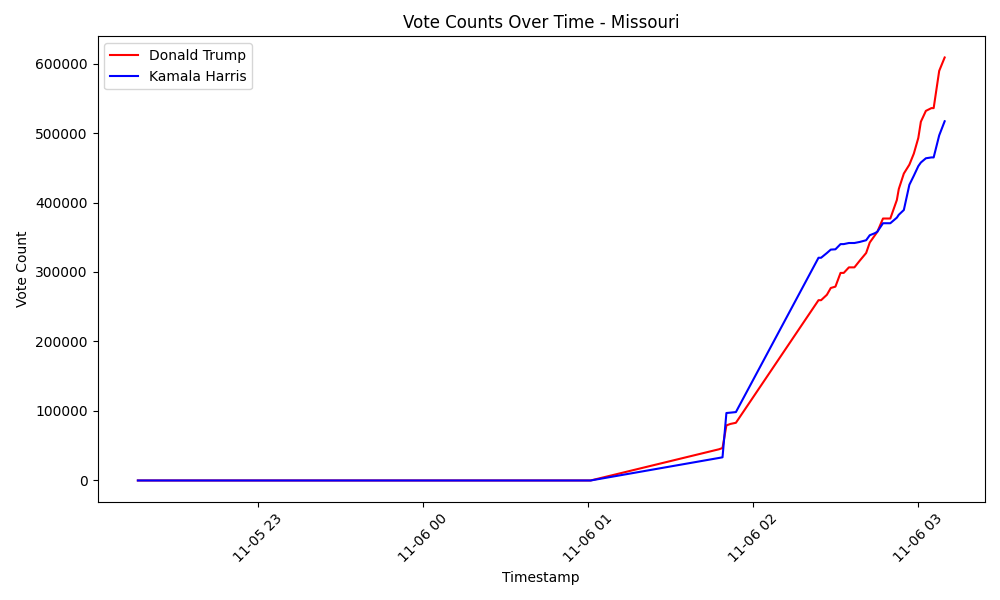 Vote Counts Over Time - Missouri
Donald Trump
Kamala Harris
600000
500000
400000
300000
200000
100000
0
Vote Count
11-05 23
11-06 00
11-06 01
11-06 02
11-06 03
Timestamp